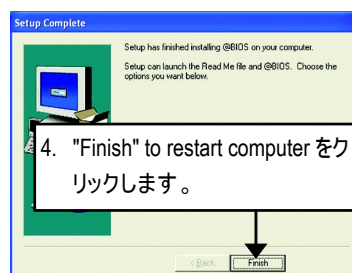 Setup Complete
Setup has finished installing @BIOS on your computer.
Setup can launch the Read Me file and @BIOS. Choose the
options you want below.
4. "Finish" to restart computer をク
リックします。
< Back
Finish